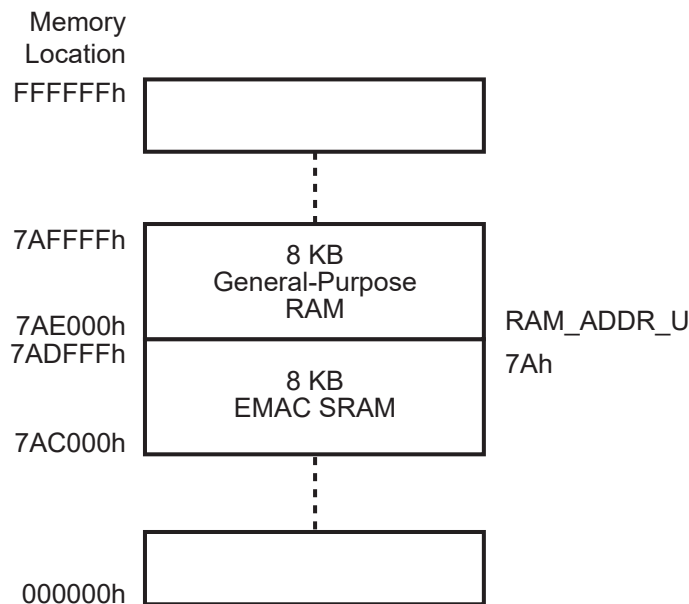 Memory
Location
FFFFFFh
7AFFFFh
8 KB
General-Purpose
RAM
7AE000h
RAM_ADDR_U
7ADFFFh
7Ah
8 KB
EMAC SRAM
7AC000h
000000h